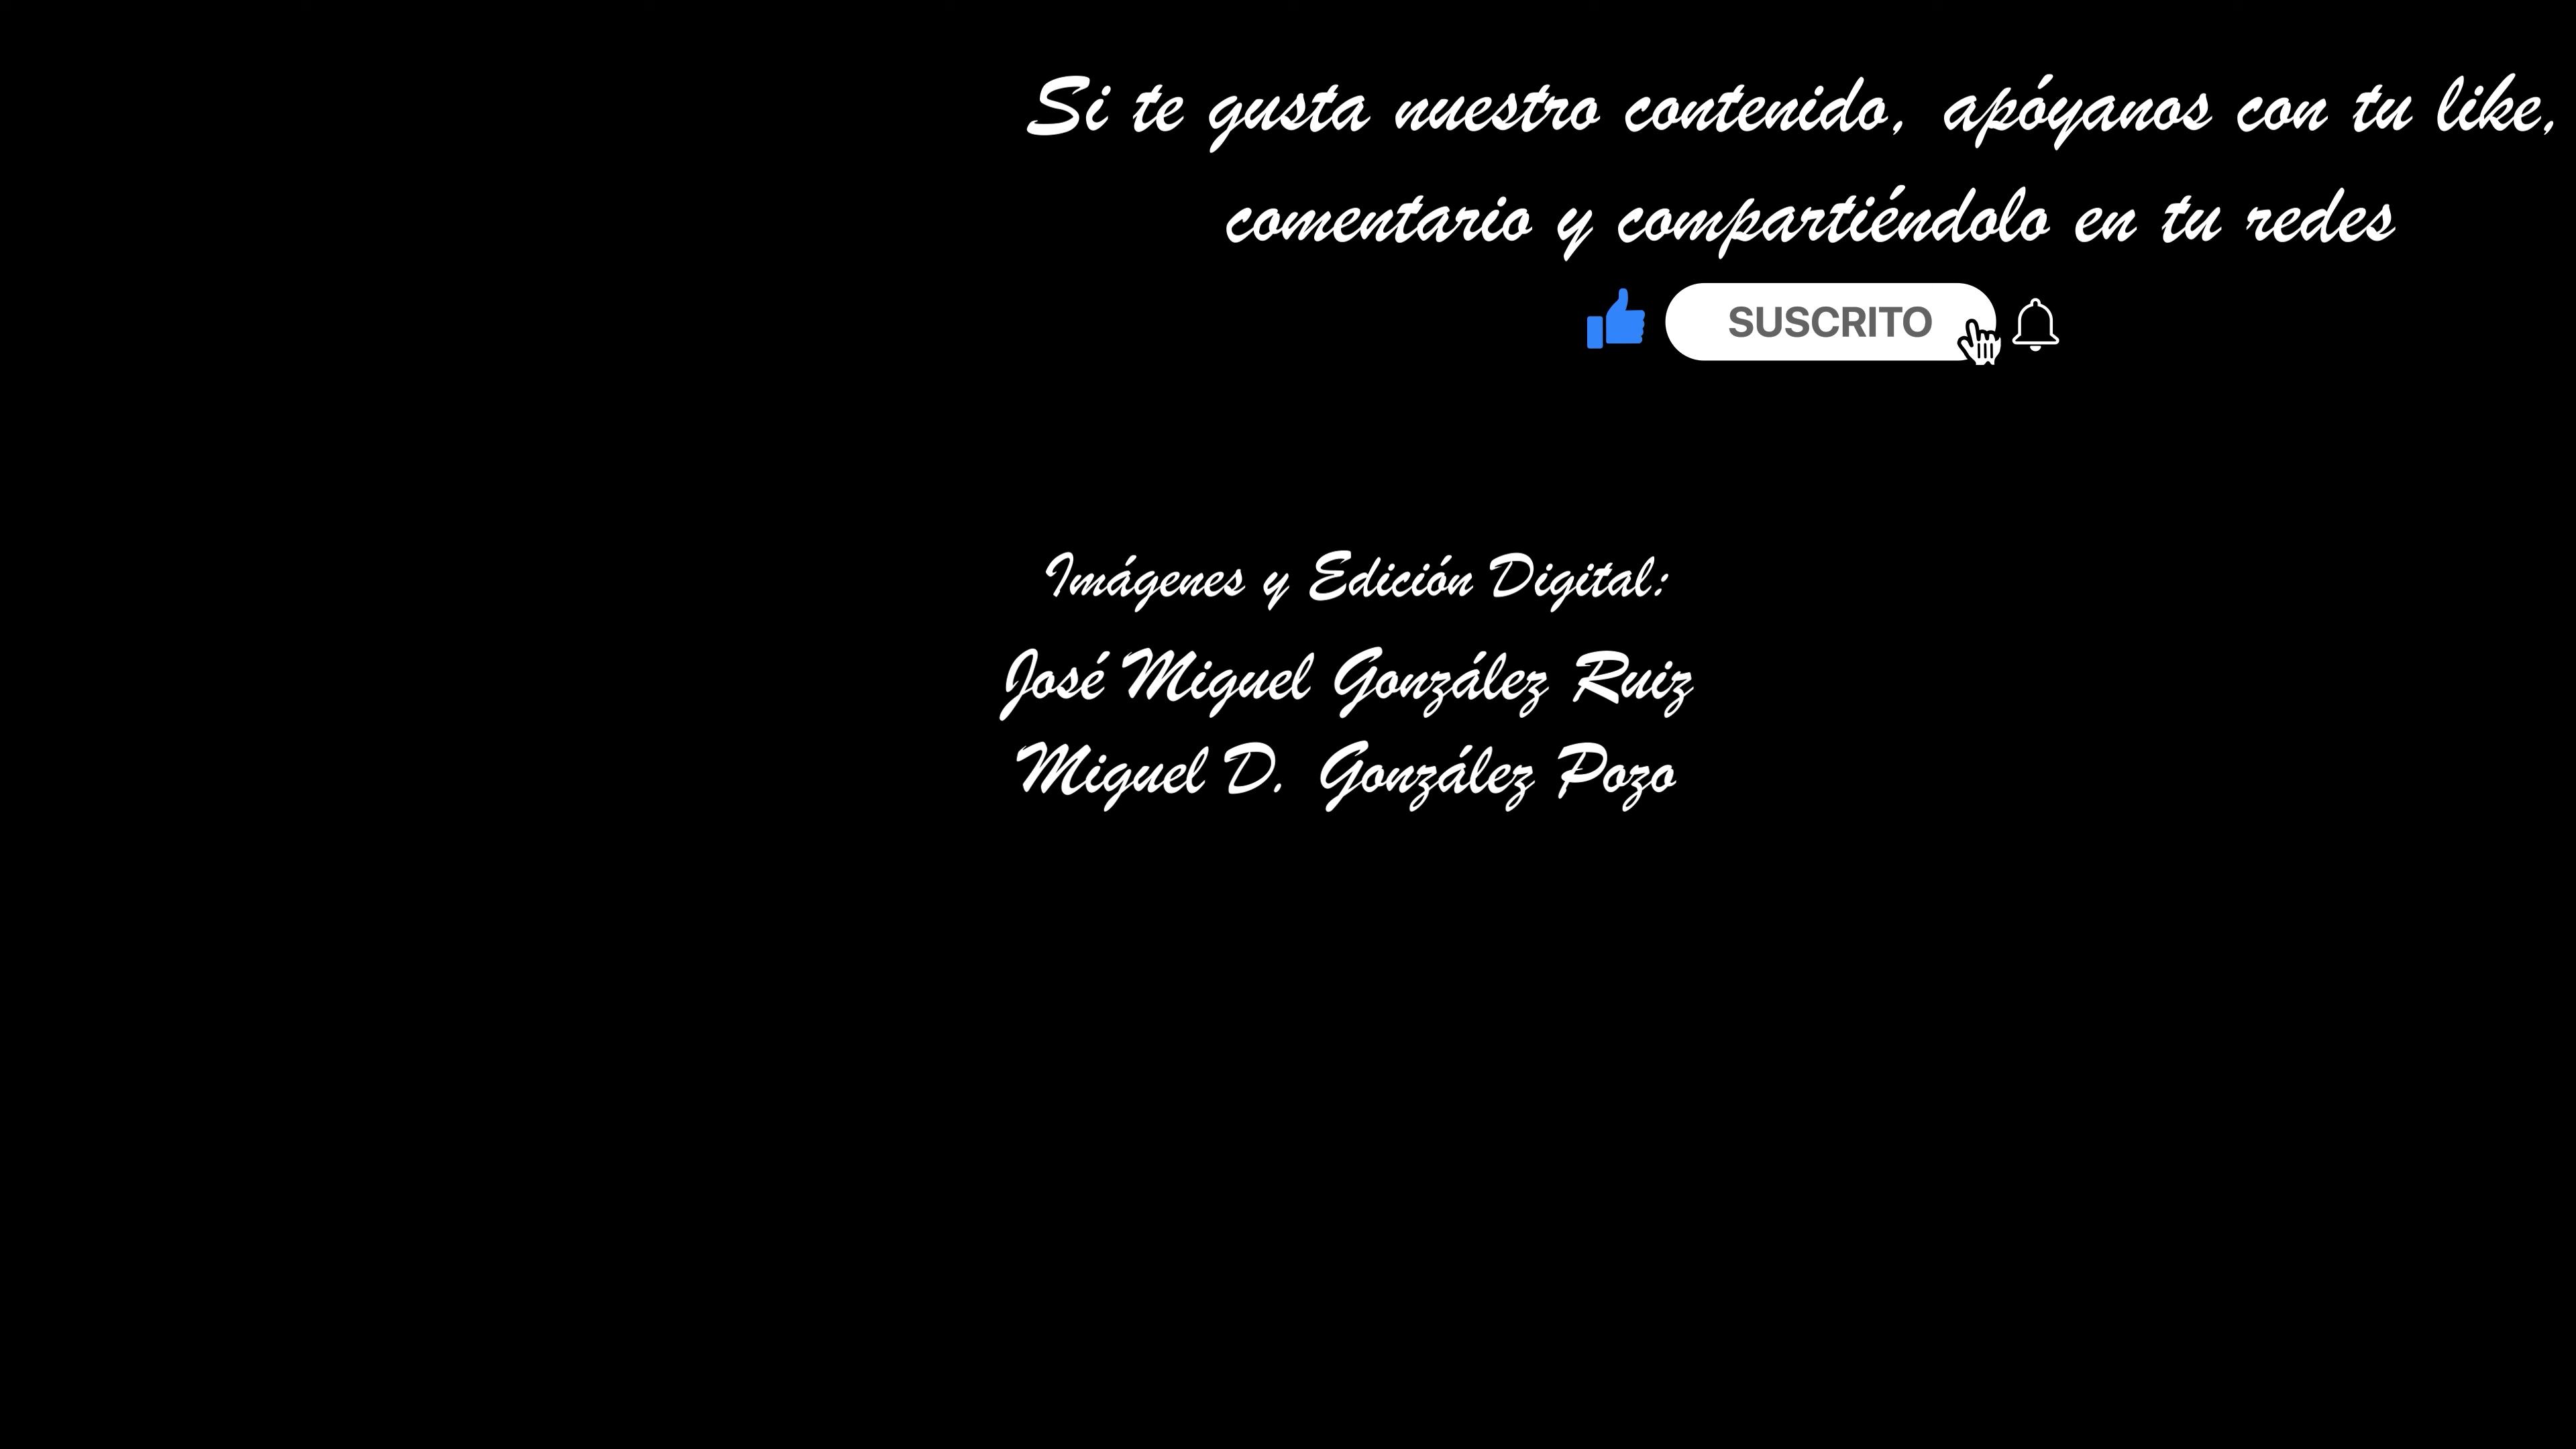 Si te gusta nuestro contenido, apóyanos con tu like,
comentario y compartiéndolo en tu redes
SUSCRITO
Imágenes y Edición Digital:
José Miguel González Ruiz
Miguel D. González Pozo